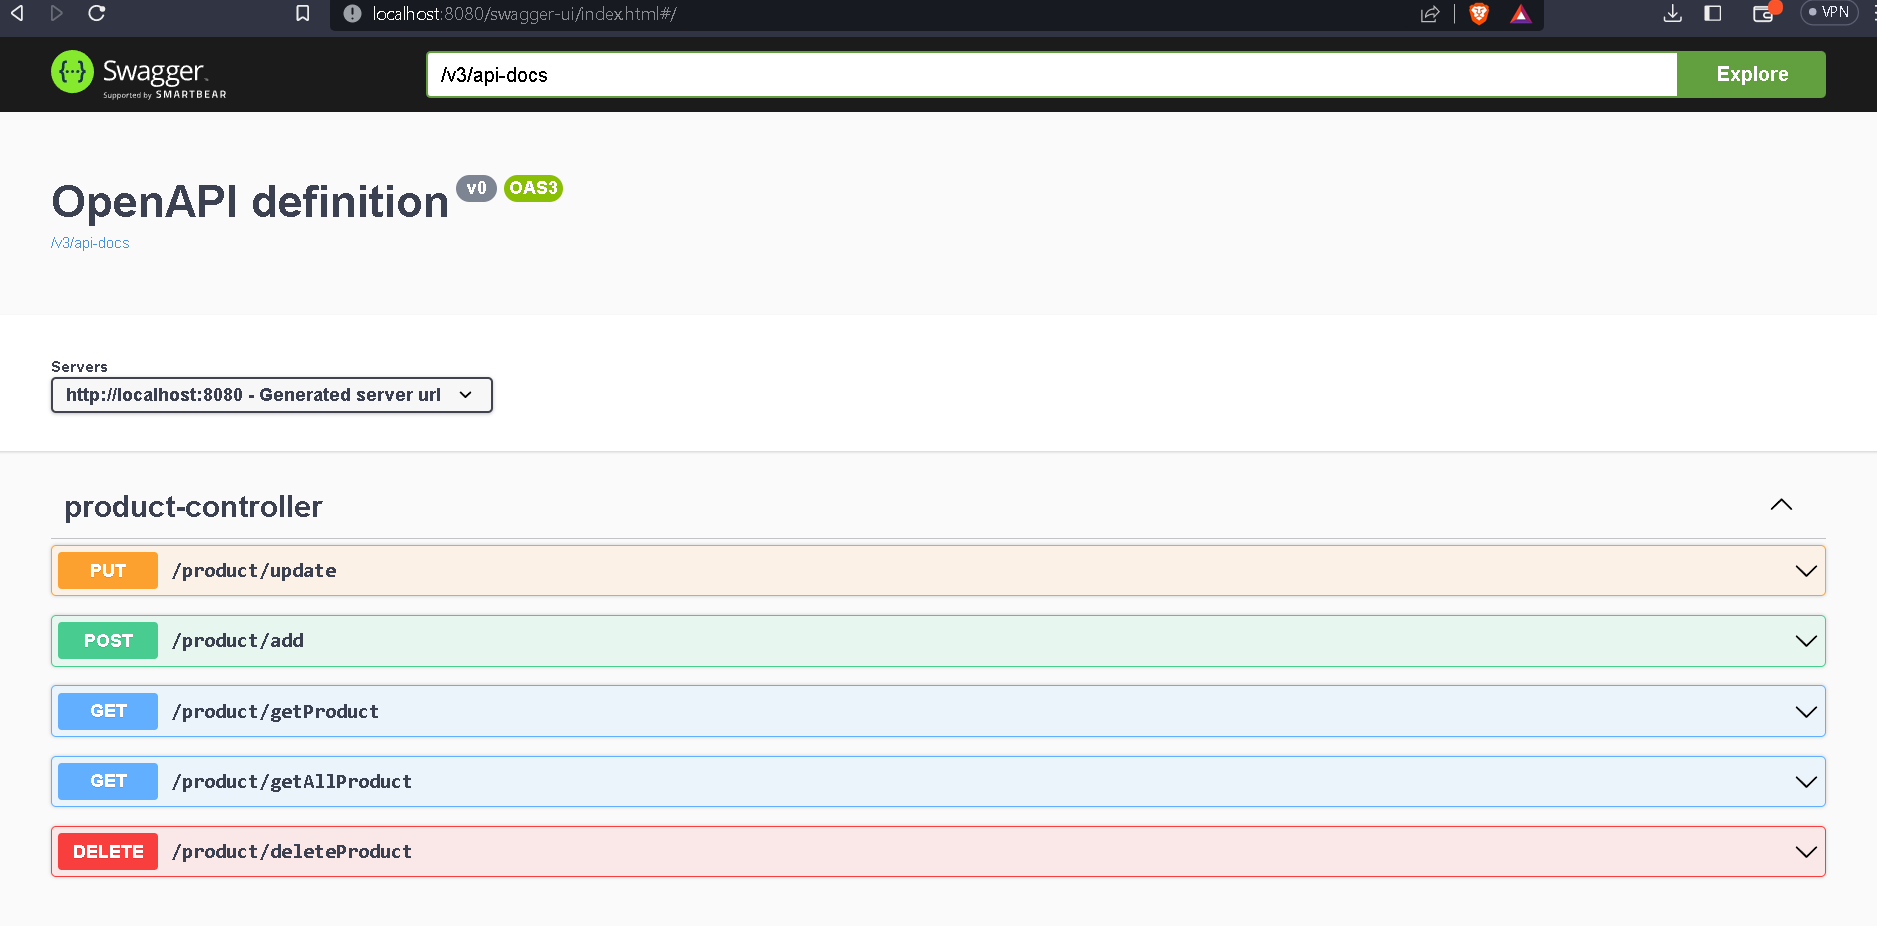 localhost:8080/swagger-ui/index.html#/
VPN
Swagger
Supported by SMARTBEAR
/v3/api-docs
Explore
OpenAPI definition v0 OAS3
/v3/api-docs
Servers
http://localhost:8080 - Generated server url
product-controller
PUT /product/update
POST /product/add
GET /product/getProduct
GET /product/getAllProduct
DELETE /product/deleteProduct